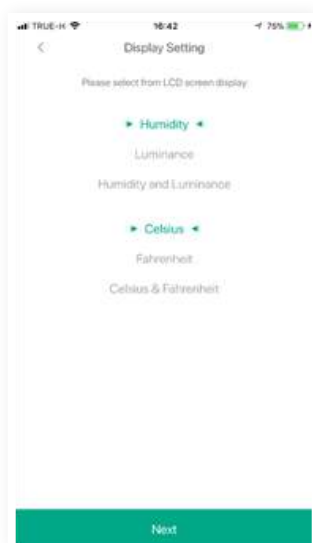 TRUE-H 16:42 75%
Display Setting
Please select from LCD screen display
Humidity
Luminance
Humidity and Luminance
Celsius
Fahrenheit
Celsius & Fahrenheit
Next